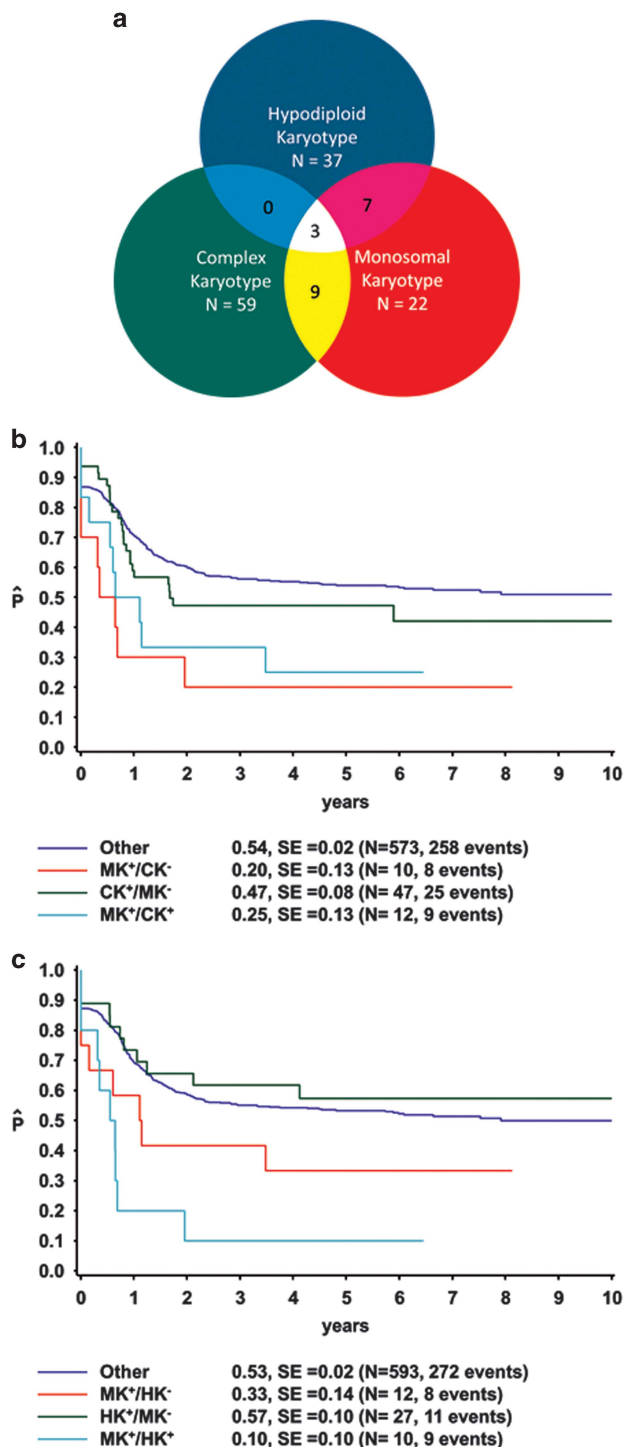 a
Hypodiploid
Karyotype
N = 37
0
7
3
Complex
Karyotype
N = 59
Monosomal
Karyotype
N = 22
9
b
1.0
0.9
0.8
0.7
0.6
0.5
0.4
0.3
0.2
0.1
0.0
P̂
0 1 2 3 4 5 6 7 8 9 10
years
Other 0.54, SE =0.02 (N=573, 258 events)
MK⁺/CK⁻ 0.20, SE =0.13 (N= 10, 8 events)
CK⁺/MK⁻ 0.47, SE =0.08 (N= 47, 25 events)
MK⁺/CK⁺ 0.25, SE =0.13 (N= 12, 9 events)
c
1.0
0.9
0.8
0.7
0.6
0.5
0.4
0.3
0.2
0.1
0.0
P̂
0 1 2 3 4 5 6 7 8 9 10
years
Other 0.53, SE =0.02 (N=593, 272 events)
MK⁺/HK⁻ 0.33, SE =0.14 (N= 12, 8 events)
HK⁺/MK⁻ 0.57, SE =0.10 (N= 27, 11 events)
MK⁺/HK⁺ 0.10, SE =0.10 (N= 10, 9 events)